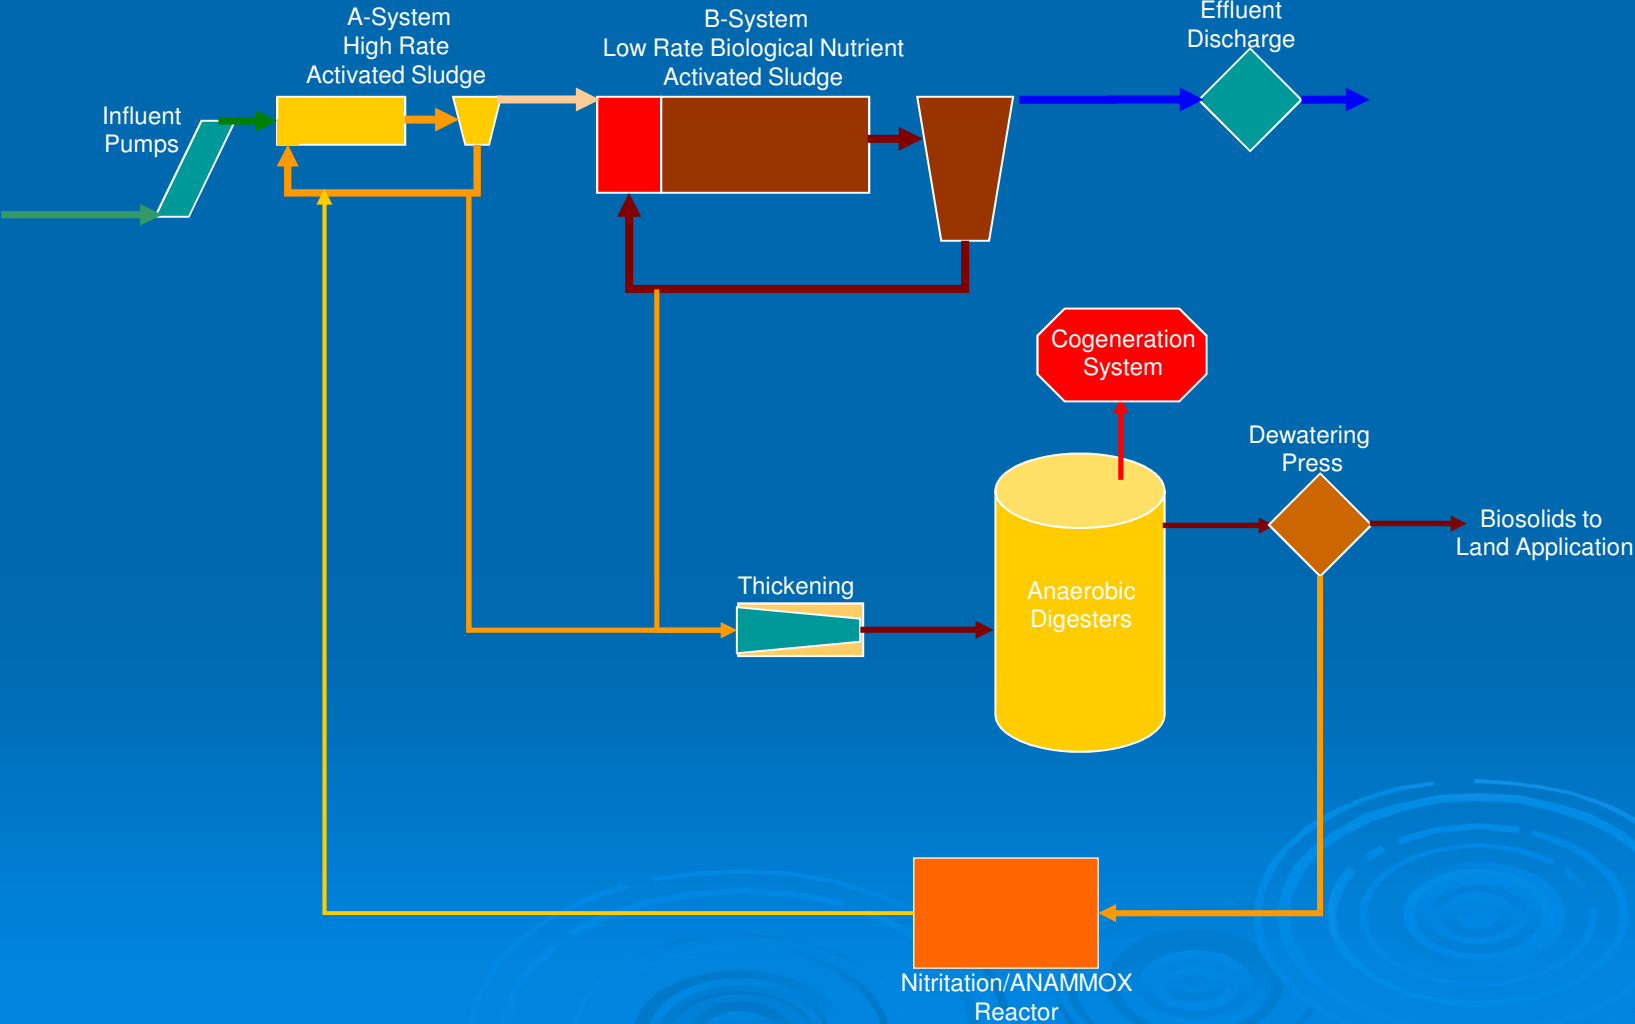 A-System
High Rate
Activated Sludge
B-System
Low Rate Biological Nutrient
Activated Sludge
Effluent
Discharge
Influent
Pumps
Cogeneration
System
Dewatering
Press
Biosolids to
Land Application
Thickening
Anaerobic
Digesters
Nitritation/ANAMMOX
Reactor